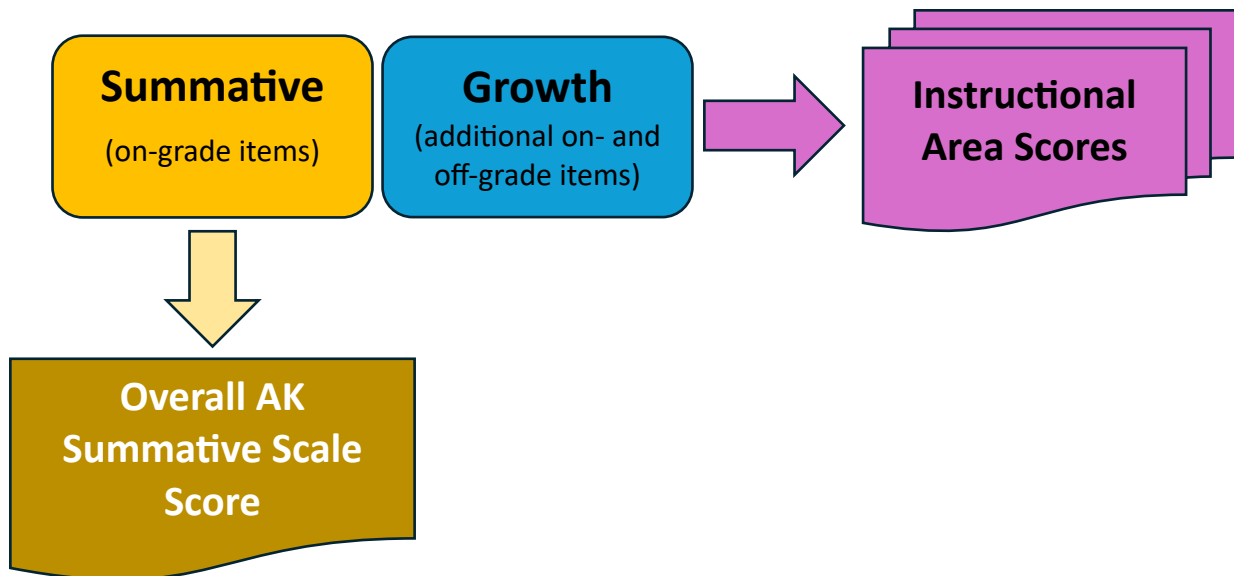 Summative
(on-grade items)
Growth
(additional on- and
off-grade items)
Instructional
Area Scores
Overall AK
Summative Scale
Score